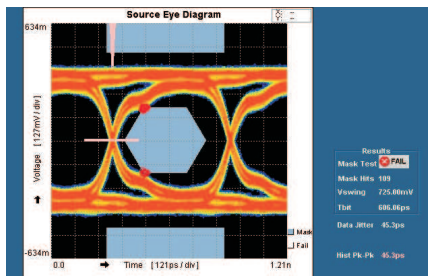 Source Eye Diagram
X: --
Y: --
634m
Voltage [127mV / div]
-634m
0.0
Time [121ps / div]
1.21n
Mask
Fail
Results
Mask Test FAIL
Mask Hits 109
Vswing 725.00mV
Tbit 606.06ps
Data Jitter 45.3ps
Hist Pk-Pk 45.3ps